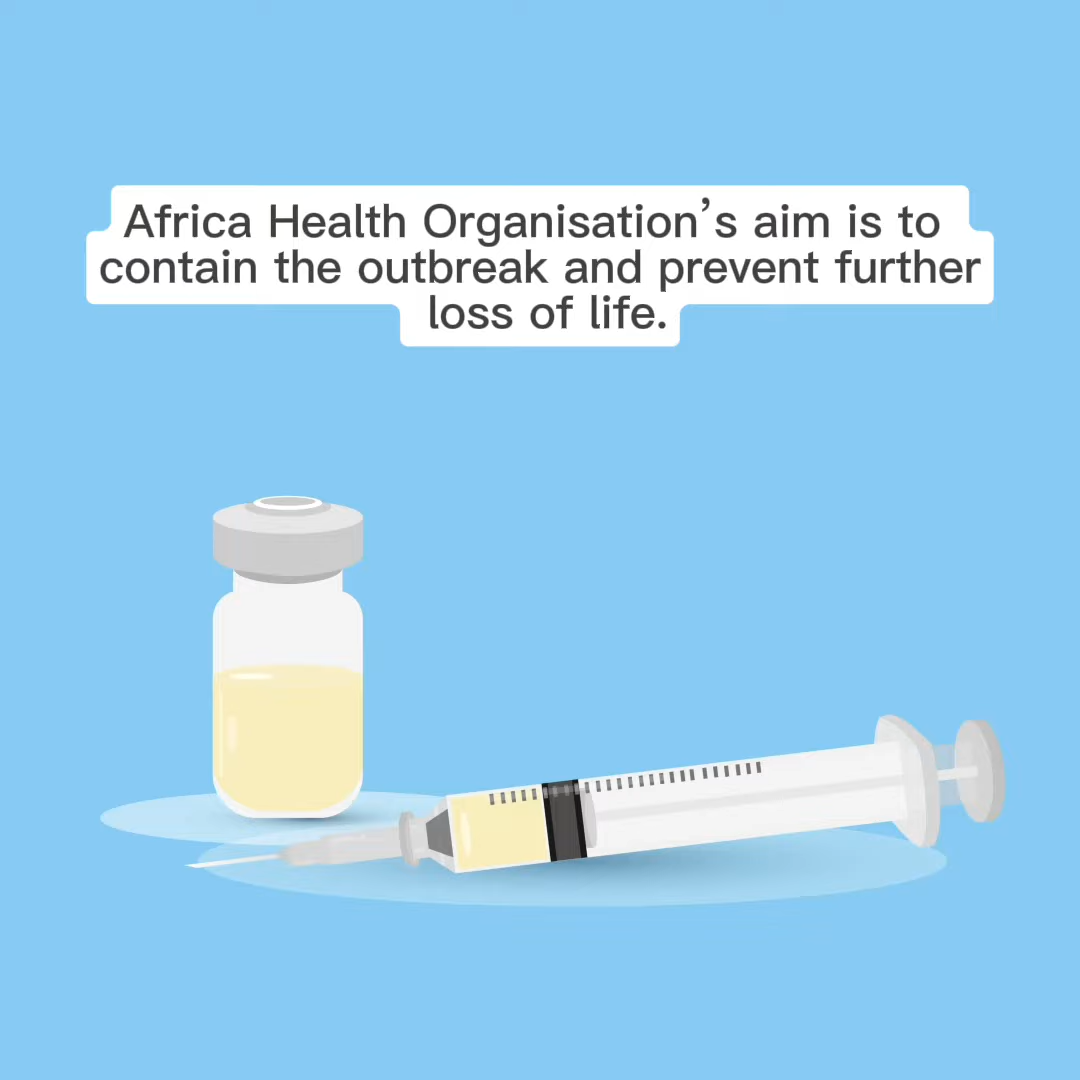 Africa Health Organisation’s aim is to
contain the outbreak and prevent further
loss of life.